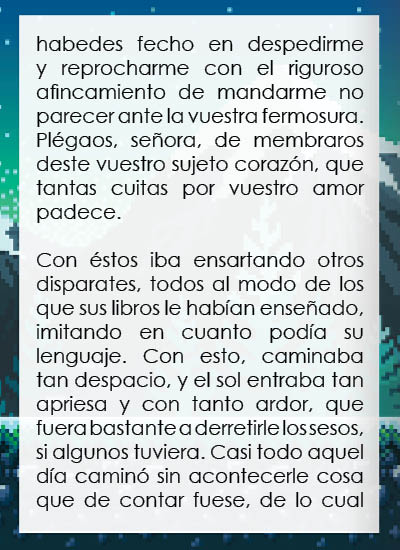 habedes fecho en despedirme
y reprocharme con el riguroso
afincamiento de mandarme no
parecer ante la vuestra fermosura.
Plégaos, señora, de membraros
deste vuestro sujeto corazón, que
tantas cuitas por vuestro amor
padece.
Con éstos iba ensartando otros
disparates, todos al modo de los
que sus libros le habían enseñado,
imitando en cuanto podía su
lenguaje. Con esto, caminaba
tan despacio, y el sol entraba tan
apriesa y con tanto ardor, que
fuera bastante a derretirle los sesos,
si algunos tuviera. Casi todo aquel
día caminó sin acontecerle cosa
que de contar fuese, de lo cual